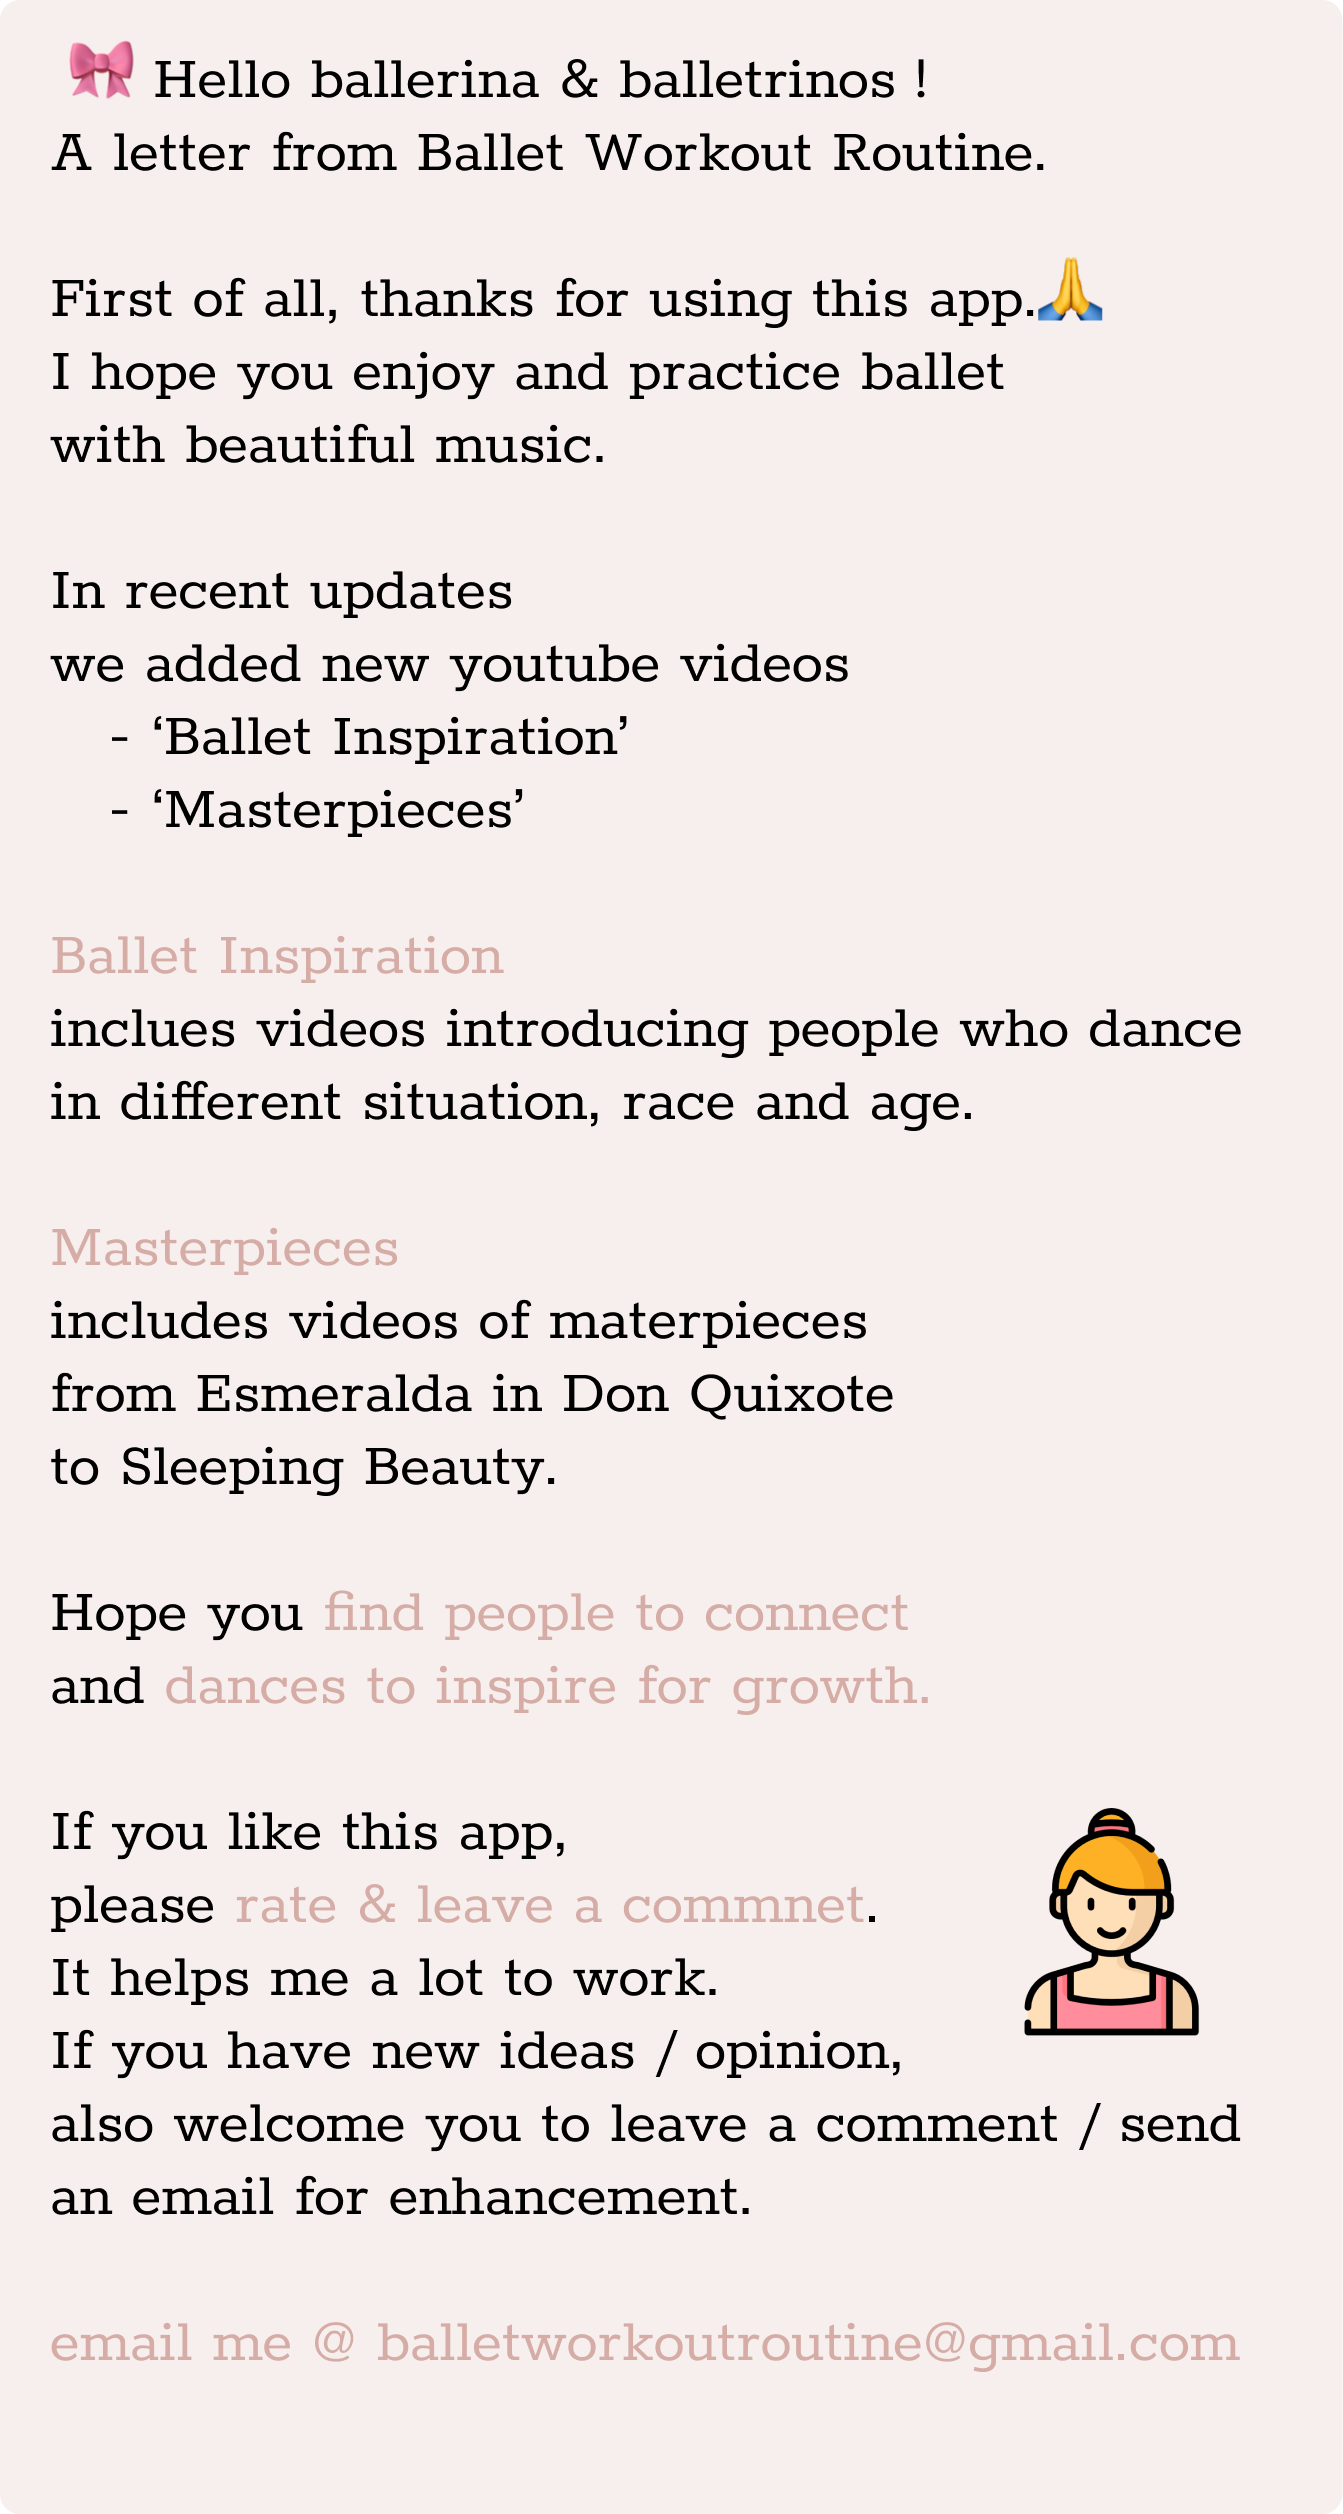 🎀 Hello ballerina & balletrinos !
A letter from Ballet Workout Routine.
First of all, thanks for using this app.🙏
I hope you enjoy and practice ballet
with beautiful music.
In recent updates
we added new youtube videos
- ‘Ballet Inspiration’
- ‘Masterpieces’
Ballet Inspiration
inclues videos introducing people who dance
in different situation, race and age.
Masterpieces
includes videos of materpieces
from Esmeralda in Don Quixote
to Sleeping Beauty.
Hope you find people to connect
and dances to inspire for growth.
If you like this app,
please rate & leave a commnet.
It helps me a lot to work.
If you have new ideas / opinion,
also welcome you to leave a comment / send
an email for enhancement.
email me @ balletworkoutroutine@gmail.com